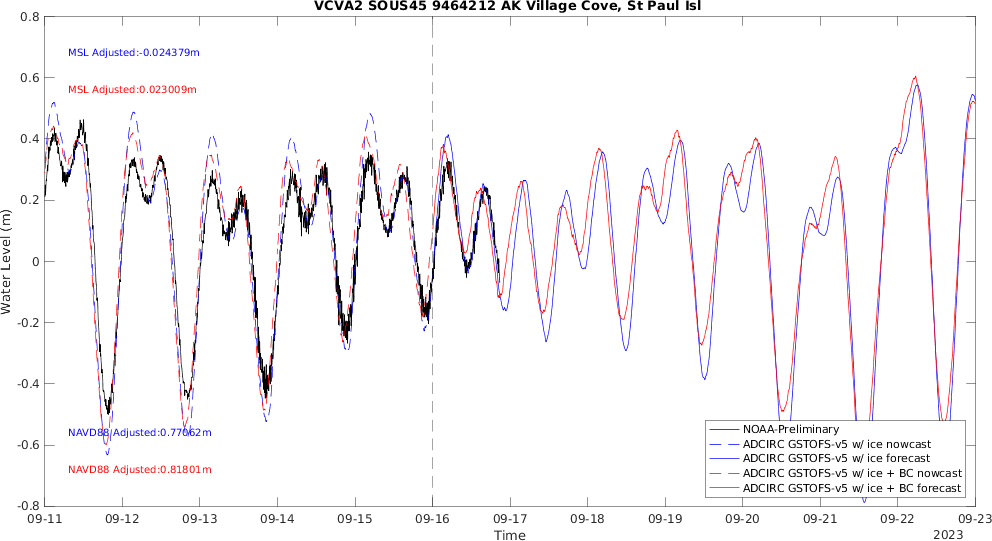 VCVA2 SOUS45 9464212 AK Village Cove, St Paul Isl
0.8
MSL Adjusted:-0.024379m
0.6
MSL Adjusted:0.023009m
0.4
0.2
Water Level (m)
0
-0.2
-0.4
NAVD88 Adjusted:0.77062m
NOAA-Preliminary
ADCIRC GSTOFS-v5 w/ ice nowcast
-0.6
ADCIRC GSTOFS-v5 w/ ice forecast
NAVD88 Adjusted:0.81801m
ADCIRC GSTOFS-v5 w/ ice + BC nowcast
ADCIRC GSTOFS-v5 w/ ice + BC forecast
-0.8
09-11 09-12 09-13 09-14 09-15 09-16 09-17 09-18 09-19 09-20 09-21 09-22 09-23
Time
2023